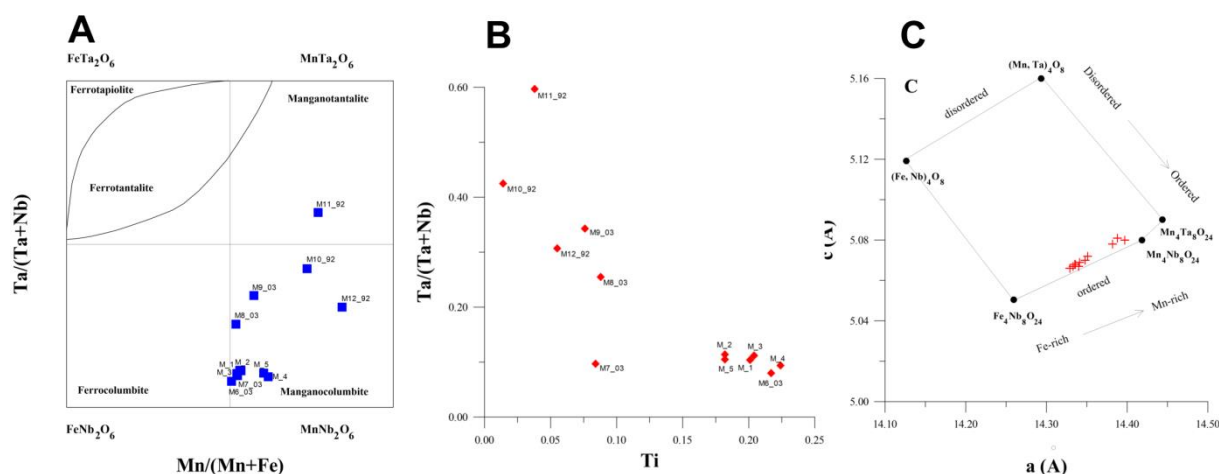 A
FeTa2O6
MnTa2O6
Ferrotapiolite
Manganotantalite
Ferrotantalite
M11_92
M10_92
M9_03
M12_92
M8_03
M_1
M_2
M_5
M_3
M_4
M7_03
M6_03
Ferrocolumbite
Manganocolumbite
FeNb2O6
MnNb2O6
Ta/(Ta+Nb)
Mn/(Mn+Fe)
B
0.60
M11_92
M10_92
0.40
M9_03
M12_92
M8_03
0.20
M_2
M_3
M_4
M7_03
M_5
M_1
M6_03
0.00
0.00
0.05
0.10
0.15
0.20
0.25
Ta/(Ta+Nb)
Ti
C
5.16
C
(Mn, Ta)4O8
disordered
Disordered
5.12
(Fe, Nb)4O8
Ordered
5.08
Mn4Ta8O24
Mn4Nb8O24
ordered
Fe4Nb8O24
Mn-rich
Fe-rich
5.04
5.00
14.10
14.20
14.30
14.40
14.50
c (A)
a (A)